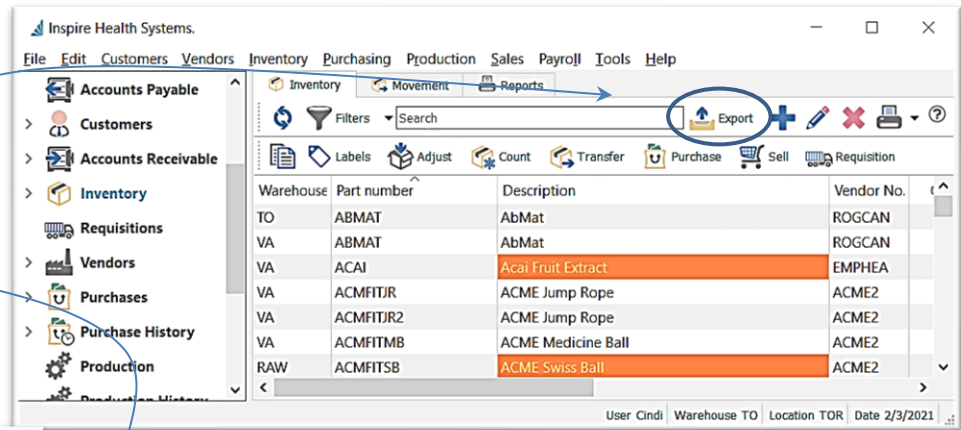 Inspire Health Systems.
File Edit Customers Vendors Inventory Purchasing Production Sales Payroll Tools Help
Accounts Payable
Customers
Accounts Receivable
Inventory
Requisitions
Vendors
Purchases
Purchase History
Production
Production History
Inventory Movement Reports
Filters Search Export
Labels Adjust Count Transfer Purchase Sell Requisition
Warehouse Part number Description Vendor No.
TO ABMAT AbMat ROGCAN
VA ABMAT AbMat ROGCAN
VA ACAI Acai Fruit Extract EMPHEA
VA ACMFITJR ACME Jump Rope ACME2
VA ACMFITJR2 ACME Jump Rope ACME2
VA ACMFITMB ACME Medicine Ball ACME2
RAW ACMFITSB ACME Swiss Ball ACME2
User Cindi Warehouse TO Location TOR Date 2/3/2021